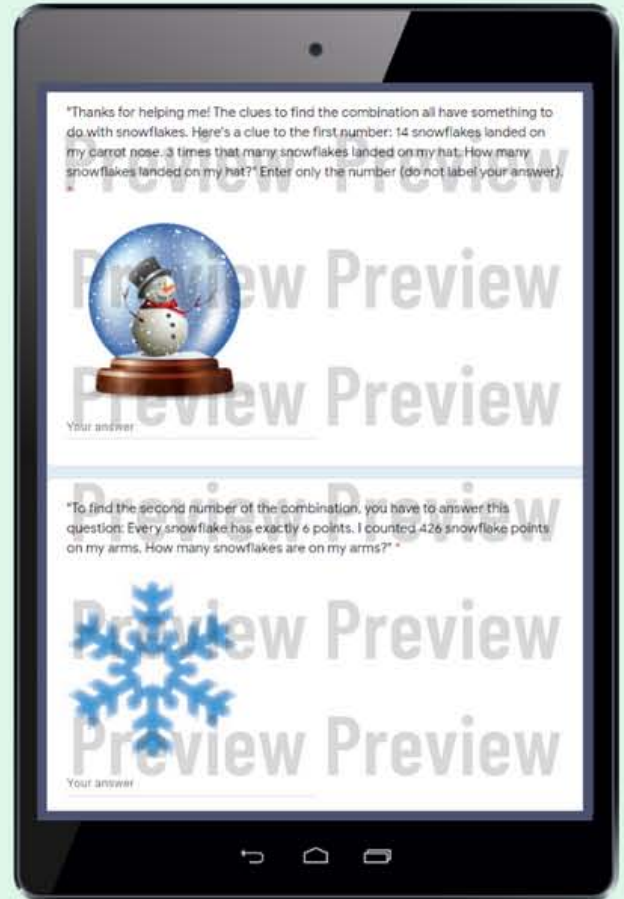 "Thanks for helping me! The clues to find the combination all have something to
do with snowflakes. Here's a clue to the first number: 14 snowflakes landed on
my carrot nose. 3 times that many snowflakes landed on my hat. How many
snowflakes landed on my hat?" Enter only the number (do not label your answer).
*
Preview Preview
Preview Preview
Preview Preview
Your answer
Preview Preview
"To find the second number of the combination, you have to answer this
question: Every snowflake has exactly 6 points. I counted 426 snowflake points
on my arms. How many snowflakes are on my arms?" *
Preview Preview
Preview Preview
Your answer